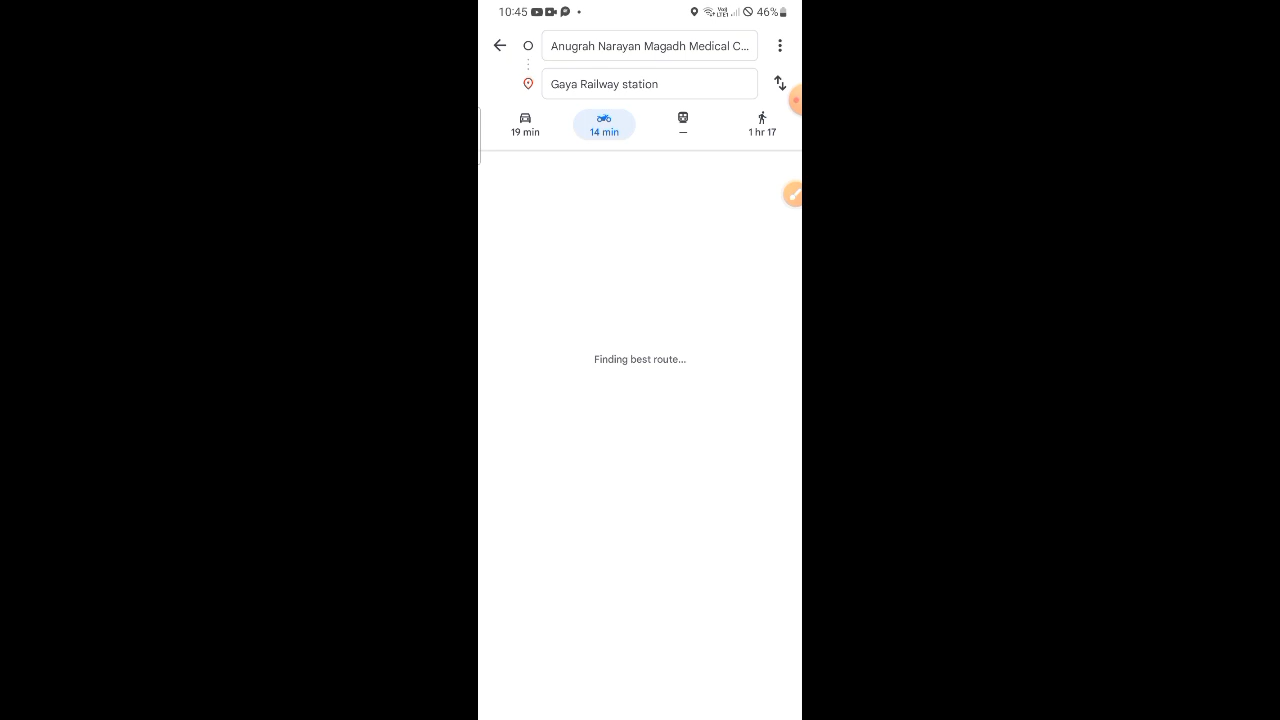 10:45 46%
Anugrah Narayan Magadh Medical C...
Gaya Railway station
19 min 14 min — 1 hr 17
Finding best route...